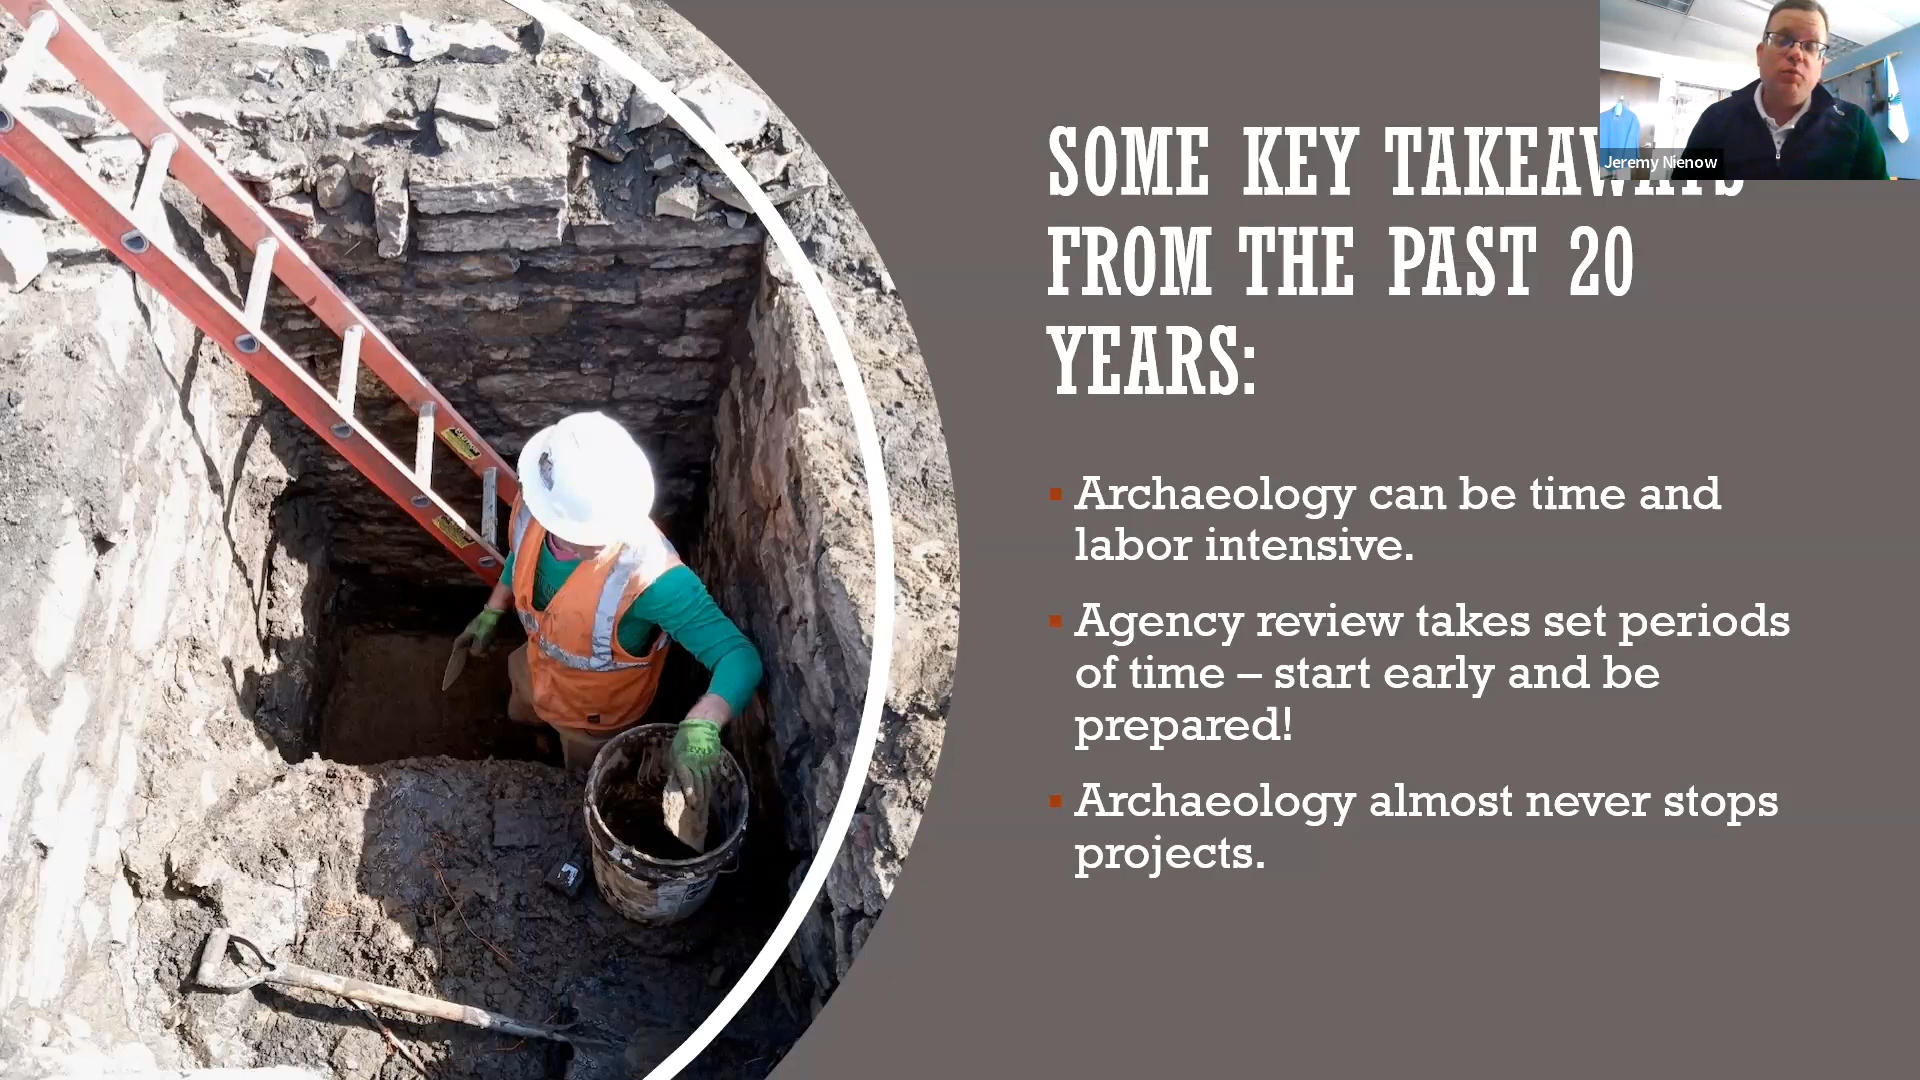 Jeremy Nienow
SOME KEY TAKEAWAYS
FROM THE PAST 20
YEARS:
▪ Archaeology can be time and
labor intensive.
▪ Agency review takes set periods
of time – start early and be
prepared!
▪ Archaeology almost never stops
projects.